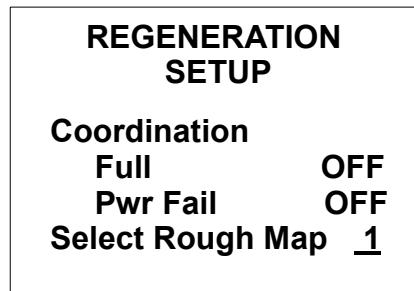 REGENERATION
SETUP
Coordination
Full OFF
Pwr Fail OFF
Select Rough Map 1